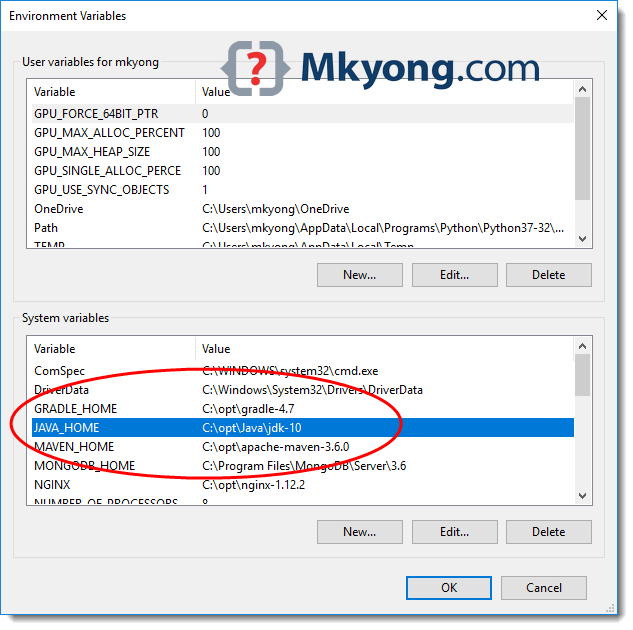 Environment Variables
User variables for mkyong
? Mkyong.com
Variable Value
GPU_FORCE_64BIT_PTR 0
GPU_MAX_ALLOC_PERCENT 100
GPU_MAX_HEAP_SIZE 100
GPU_SINGLE_ALLOC_PERCE 100
GPU_USE_SYNC_OBJECTS 1
OneDrive C:\Users\mkyong\OneDrive
Path C:\Users\mkyong\AppData\Local\Programs\Python\Python37-32\...
TEMP C:\Users\mkyong\AppData\Local\Temp
New... Edit... Delete
System variables
Variable Value
ComSpec C:\WINDOWS\system32\cmd.exe
DriverData C:\Windows\System32\Drivers\DriverData
GRADLE_HOME C:\opt\gradle-4.7
JAVA_HOME C:\opt\Java\jdk-10
MAVEN_HOME C:\opt\apache-maven-3.6.0
MONGODB_HOME C:\Program Files\MongoDB\Server\3.6
NGINX C:\opt\nginx-1.12.2
NUMBER_OF_PROCESSORS 8
New... Edit... Delete
OK Cancel